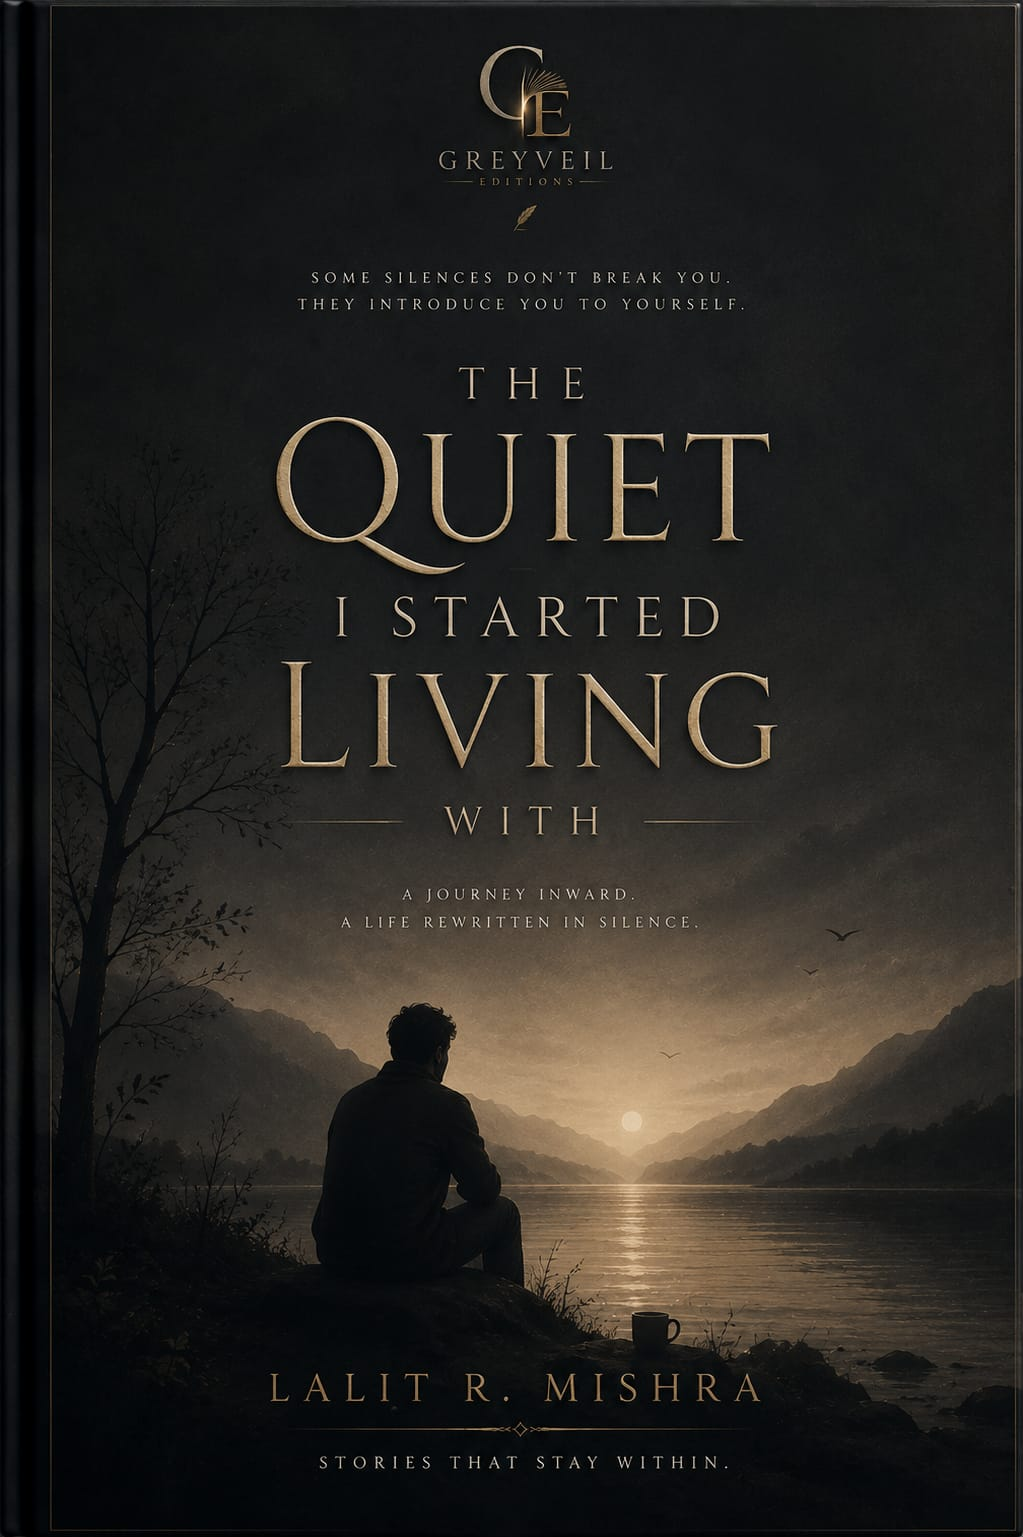 GE
GREYVEIL
EDITIONS
SOME SILENCES DON'T BREAK YOU.
THEY INTRODUCE YOU TO YOURSELF.
THE
QUIET
I STARTED
LIVING
WITH
A JOURNEY INWARD.
A LIFE REWRITTEN IN SILENCE.
LALIT R. MISHRA
STORIES THAT STAY WITHIN.